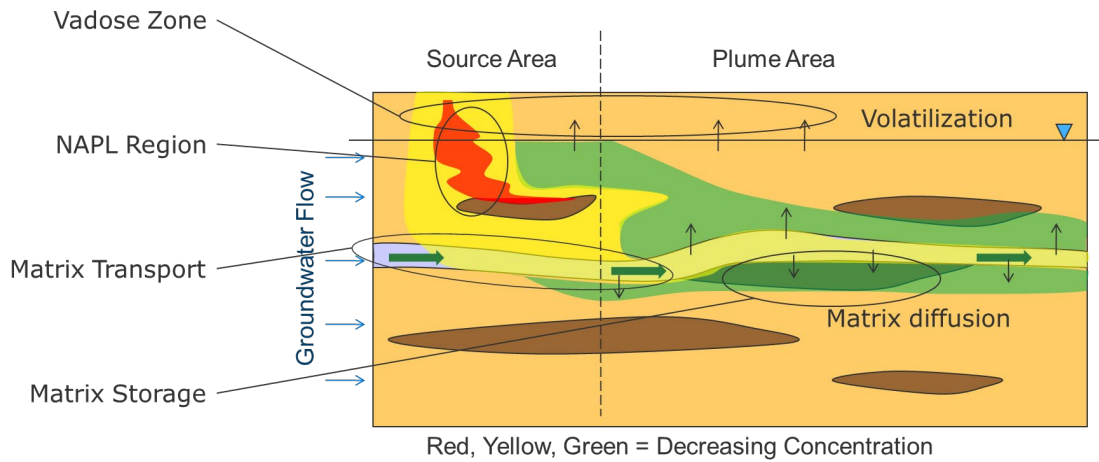 Vadose Zone
Source Area
Plume Area
Volatilization
NAPL Region
Groundwater Flow
Matrix Transport
Matrix diffusion
Matrix Storage
Red, Yellow, Green = Decreasing Concentration